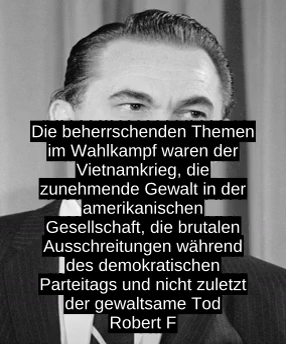 Die beherrschenden Themen
im Wahlkampf waren der
Vietnamkrieg, die
zunehmende Gewalt in der
amerikanischen
Gesellschaft, die brutalen
Ausschreitungen während
des demokratischen
Parteitags und nicht zuletzt
der gewaltsame Tod
Robert F